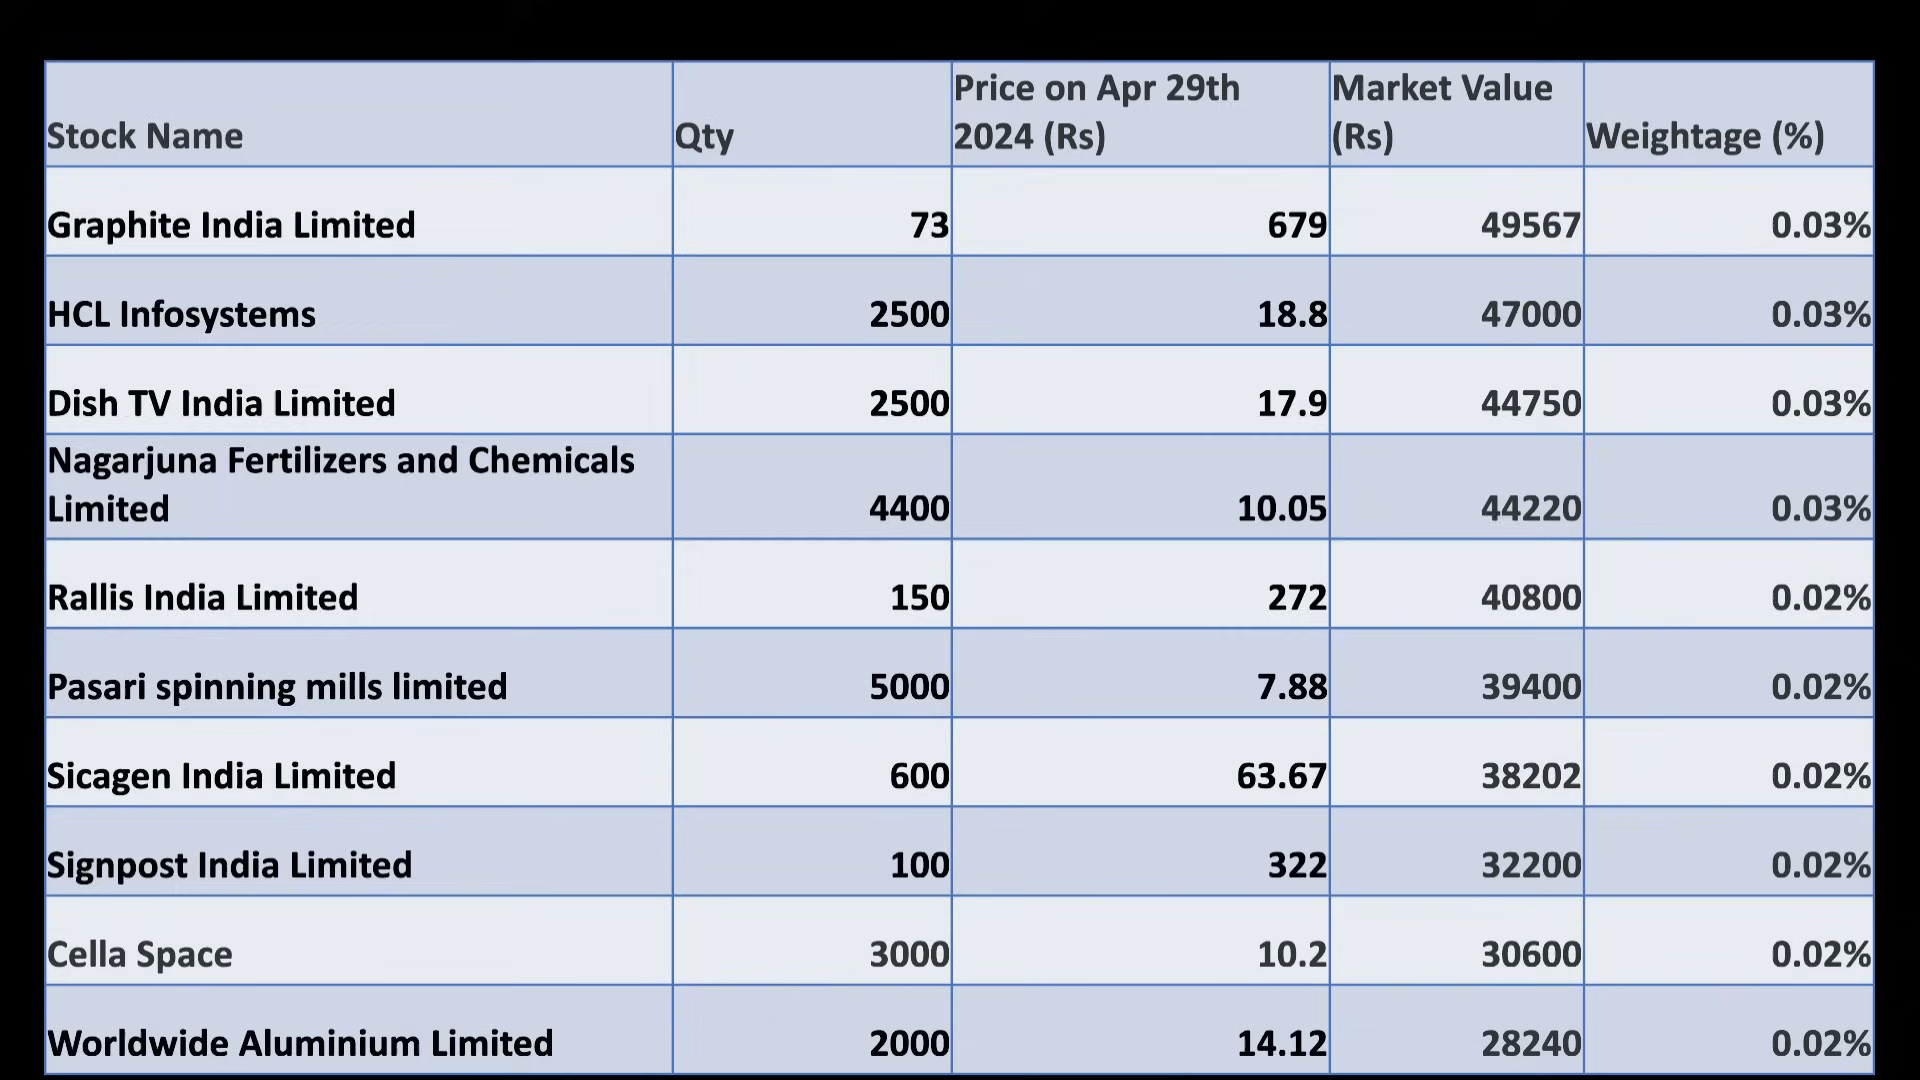 Stock Name Qty Price on Apr 29th 2024 (Rs) Market Value (Rs) Weightage (%)
Graphite India Limited 73 679 49567 0.03%
HCL Infosystems 2500 18.8 47000 0.03%
Dish TV India Limited 2500 17.9 44750 0.03%
Nagarjuna Fertilizers and Chemicals Limited 4400 10.05 44220 0.03%
Rallis India Limited 150 272 40800 0.02%
Pasari spinning mills limited 5000 7.88 39400 0.02%
Sicagen India Limited 600 63.67 38202 0.02%
Signpost India Limited 100 322 32200 0.02%
Cella Space 3000 10.2 30600 0.02%
Worldwide Aluminium Limited 2000 14.12 28240 0.02%